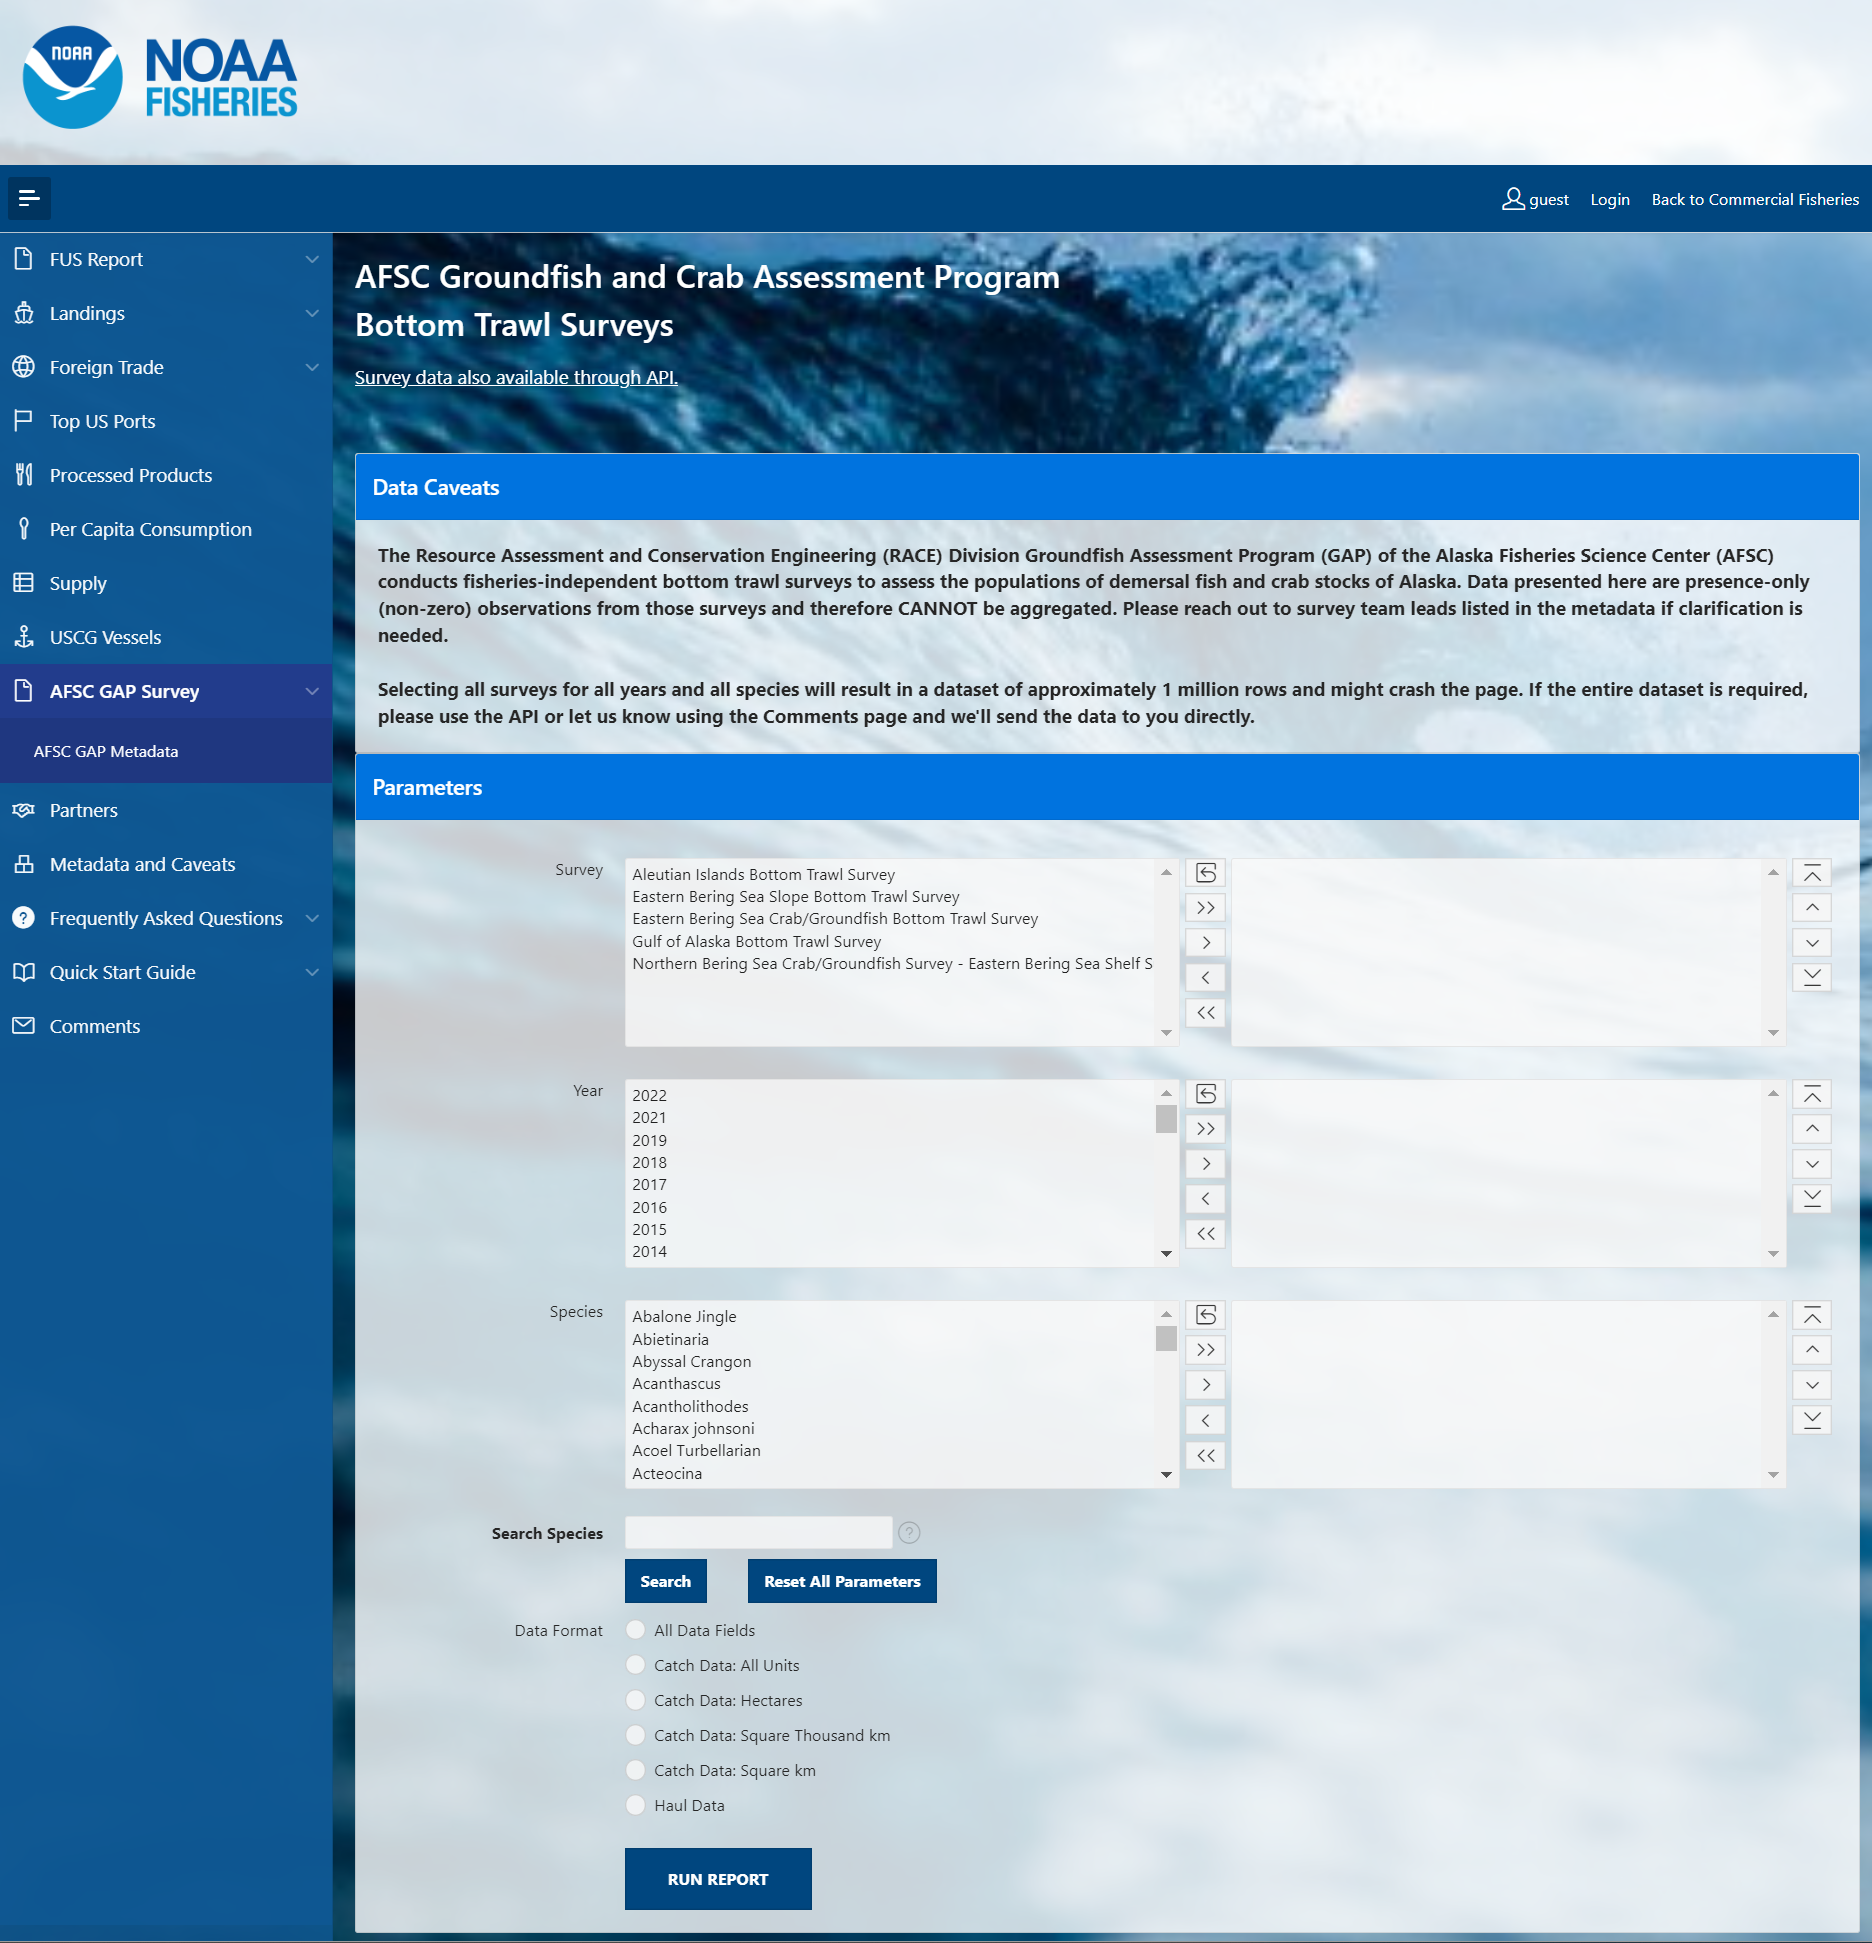 NOAA
NOAA
FISHERIES
guest
Login
Back to Commercial Fisheries
FUS Report
Landings
Foreign Trade
Top US Ports
Processed Products
Per Capita Consumption
Supply
USCG Vessels
AFSC GAP Survey
AFSC GAP Metadata
Partners
Metadata and Caveats
Frequently Asked Questions
Quick Start Guide
Comments
AFSC Groundfish and Crab Assessment Program
Bottom Trawl Surveys
Survey data also available through API.
Data Caveats
The Resource Assessment and Conservation Engineering (RACE) Division Groundfish Assessment Program (GAP) of the Alaska Fisheries Science Center (AFSC)
conducts fisheries-independent bottom trawl surveys to assess the populations of demersal fish and crab stocks of Alaska. Data presented here are presence-only
(non-zero) observations from those surveys and therefore CANNOT be aggregated. Please reach out to survey team leads listed in the metadata if clarification is
needed.
Selecting all surveys for all years and all species will result in a dataset of approximately 1 million rows and might crash the page. If the entire dataset is required,
please use the API or let us know using the Comments page and we'll send the data to you directly.
Parameters
Survey
Aleutian Islands Bottom Trawl Survey
Eastern Bering Sea Slope Bottom Trawl Survey
Eastern Bering Sea Crab/Groundfish Bottom Trawl Survey
Gulf of Alaska Bottom Trawl Survey
Northern Bering Sea Crab/Groundfish Survey - Eastern Bering Sea Shelf S
Year
2022
2021
2019
2018
2017
2016
2015
2014
Species
Abalone Jingle
Abietinaria
Abyssal Crangon
Acanthascus
Acantholithodes
Acharax johnsoni
Acoel Turbellarian
Acteocina
Search Species
Search
Reset All Parameters
Data Format
All Data Fields
Catch Data: All Units
Catch Data: Hectares
Catch Data: Square Thousand km
Catch Data: Square km
Haul Data
RUN REPORT